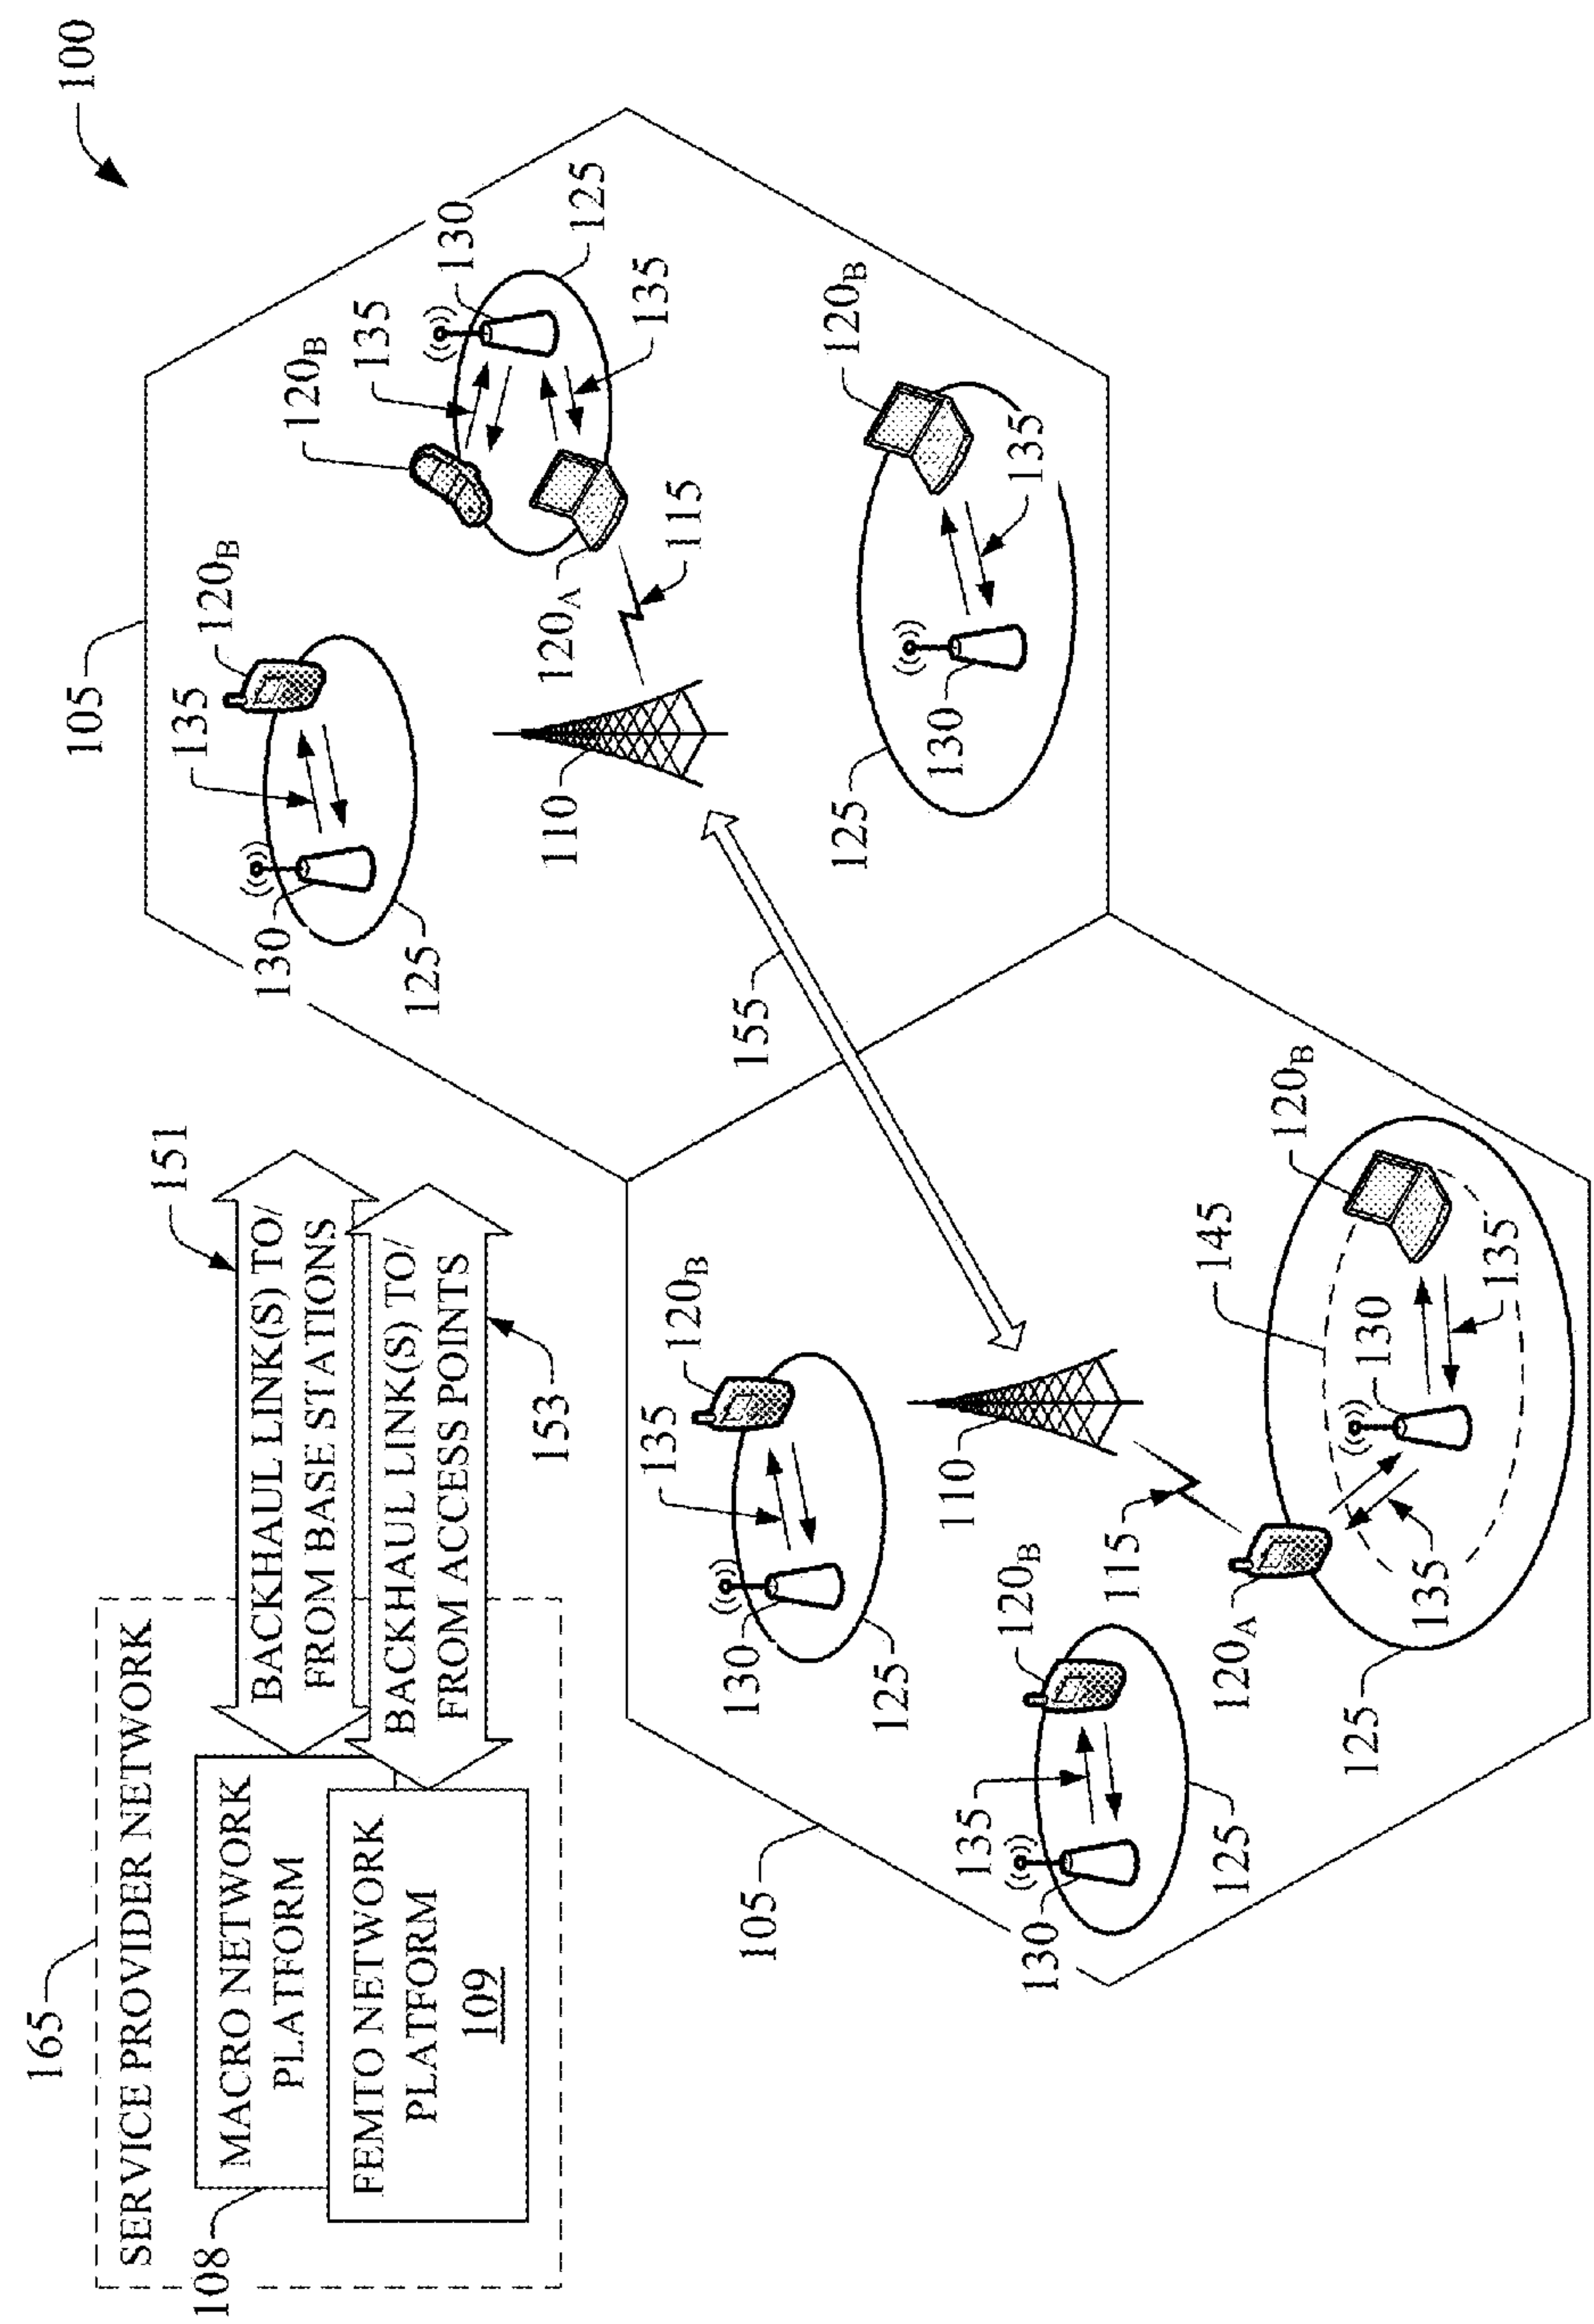 100
165
SERVICE PROVIDER NETWORK
151
105
108
MACRO NETWORK
PLATFORM
FEMTO NETWORK
PLATFORM
109
BACKHAUL LINK(S) TO/
FROM BASE STATIONS
BACKHAUL LINK(S) TO/
FROM ACCESS POINTS
153
135
120B
130
125
120B
135
130
125
135
120A
110
115
155
120B
125
130
135
105
135
120B
130
125
110
135
120B
130
125
115
120A
145
120B
125
130
135
135